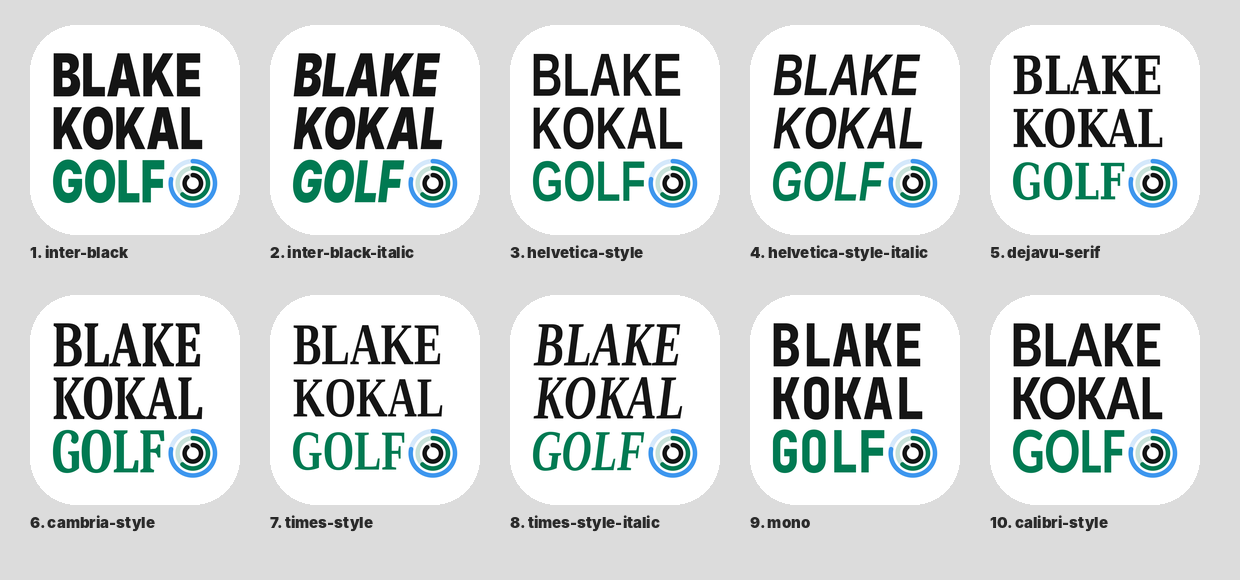 BLAKE
KOKAL
GOLF
1. inter-black
BLAKE
KOKAL
GOLF
2. inter-black-italic
BLAKE
KOKAL
GOLF
3. helvetica-style
BLAKE
KOKAL
GOLF
4. helvetica-style-italic
BLAKE
KOKAL
GOLF
5. dejavu-serif
BLAKE
KOKAL
GOLF
6. cambria-style
BLAKE
KOKAL
GOLF
7. times-style
BLAKE
KOKAL
GOLF
8. times-style-italic
BLAKE
KOKAL
GOLF
9. mono
BLAKE
KOKAL
GOLF
10. calibri-style